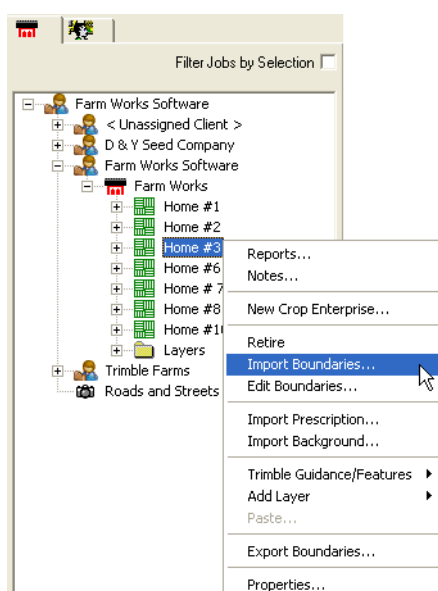 Filter Jobs by Selection
Farm Works Software
< Unassigned Client >
D & Y Seed Company
Farm Works Software
Farm Works
Home #1
Home #2
Home #3
Home #6
Home # 7
Home #8
Home #1
Layers
Trimble Farms
Roads and Streets
Reports...
Notes...
New Crop Enterprise...
Retire
Import Boundaries...
Edit Boundaries...
Import Prescription...
Import Background...
Trimble Guidance/Features
Add Layer
Paste...
Export Boundaries...
Properties...